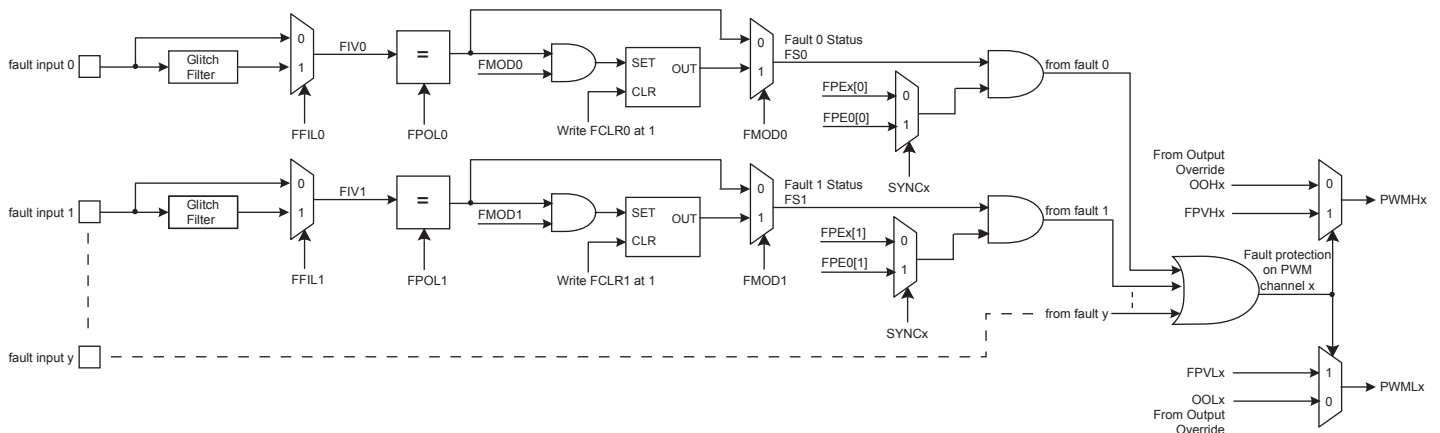 fault input 0
Glitch
Filter
0
1
FFIL0
FIV0
=
FPOL0
FMOD0
SET
OUT
CLR
Write FCLR0 at 1
0
1
FMOD0
Fault 0 Status
FS0
FPEx[0]
FPE0[0]
0
1
SYNCx
from fault 0
fault input 1
Glitch
Filter
0
1
FFIL1
FIV1
=
FPOL1
FMOD1
SET
OUT
CLR
Write FCLR1 at 1
0
1
FMOD1
Fault 1 Status
FS1
FPEx[1]
FPE0[1]
0
1
SYNCx
from fault 1
fault input y
from fault y
Fault protection
on PWM
channel x
From Output
Override
OOHx
FPVHx
0
1
PWMHx
FPVLx
OOLx
From Output
Override
1
0
PWMLx